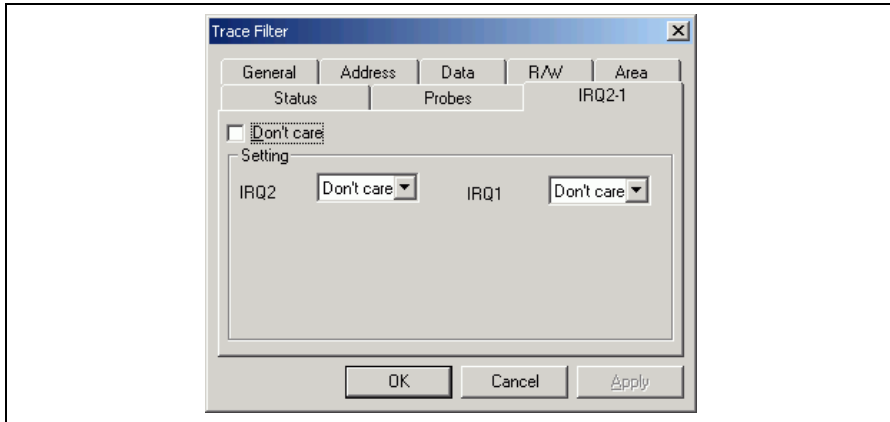 Trace Filter
General Address Data R/W Area
Status Probes IRQ2-1
Don't care
Setting
IRQ2 Don't care IRQ1 Don't care
OK Cancel Apply